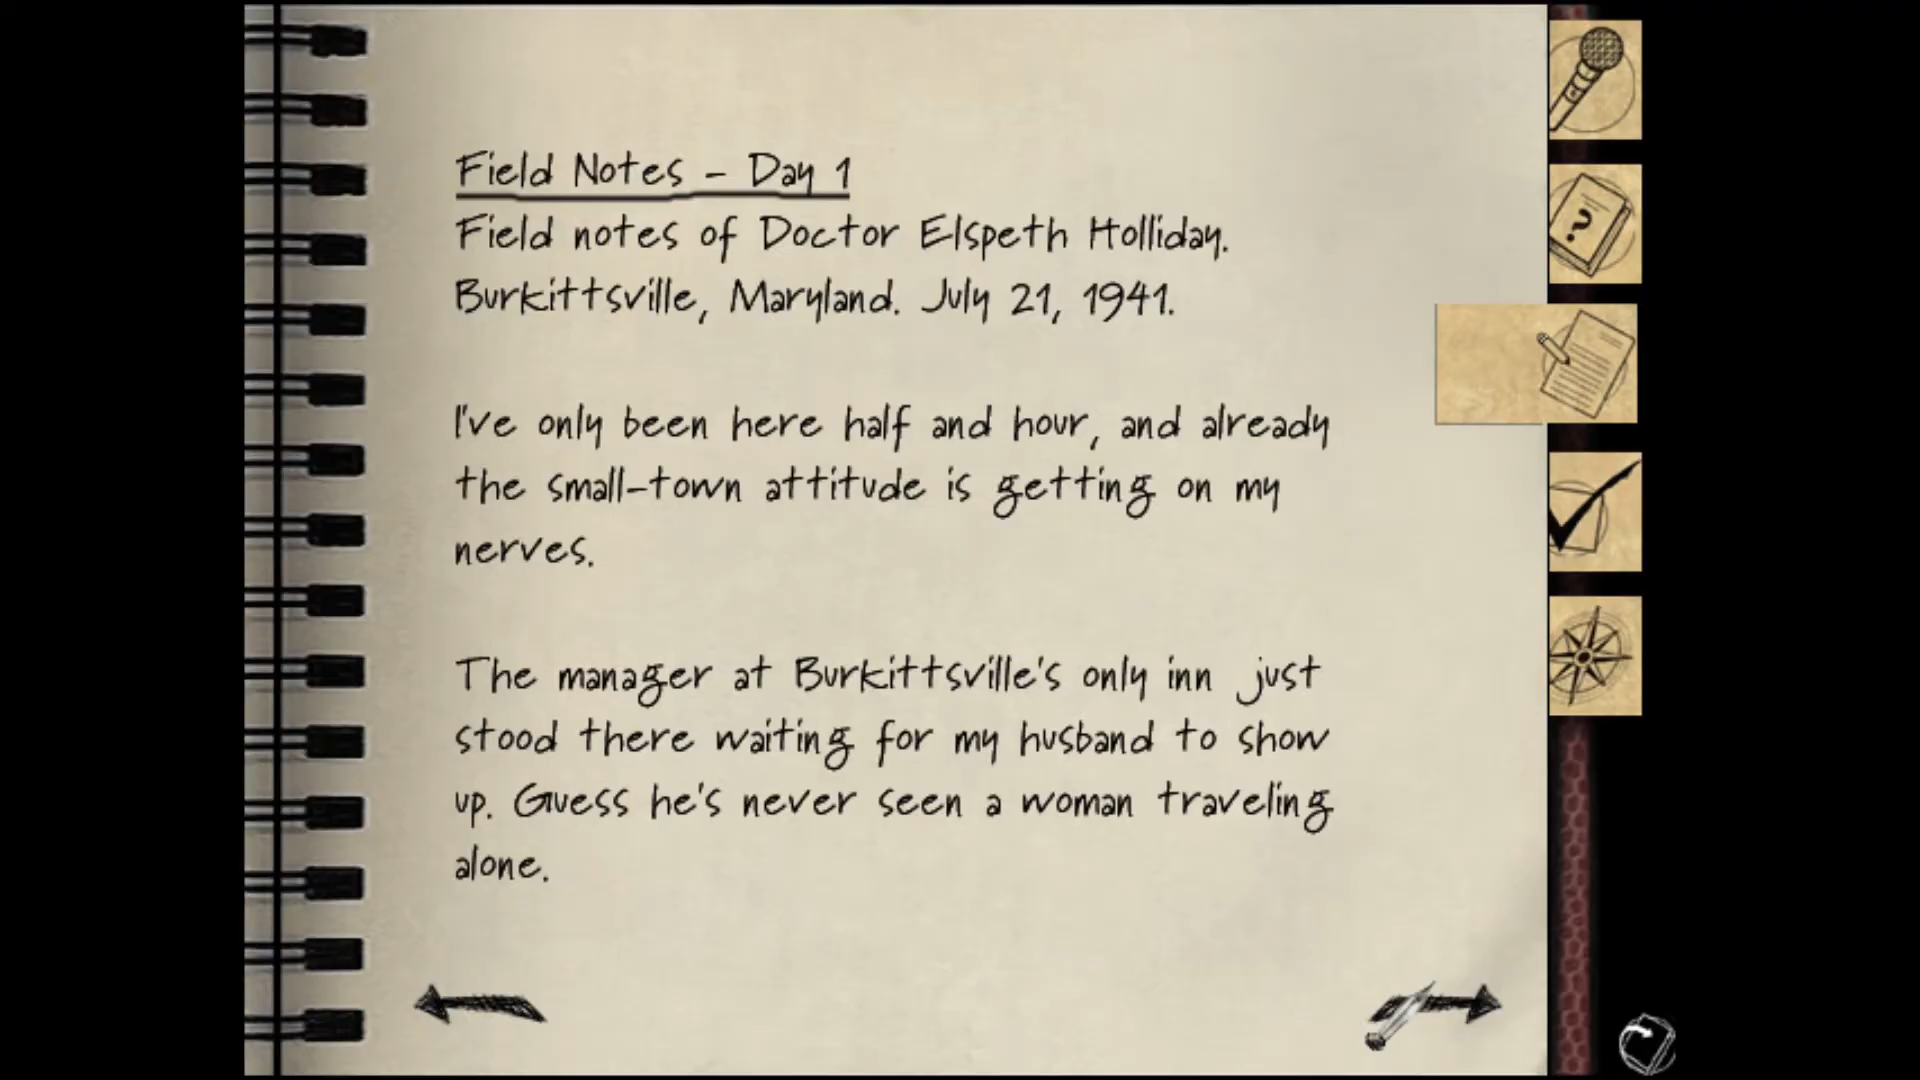 Field Notes - Day 1
Field notes of Doctor Elspeth Holliday.
Burkittsville, Maryland. July 21, 1941.
I've only been here half and hour, and already
the small-town attitude is getting on my
nerves.
The manager at Burkittsville's only inn just
stood there waiting for my husband to show
up. Guess he's never seen a woman traveling
alone.
?